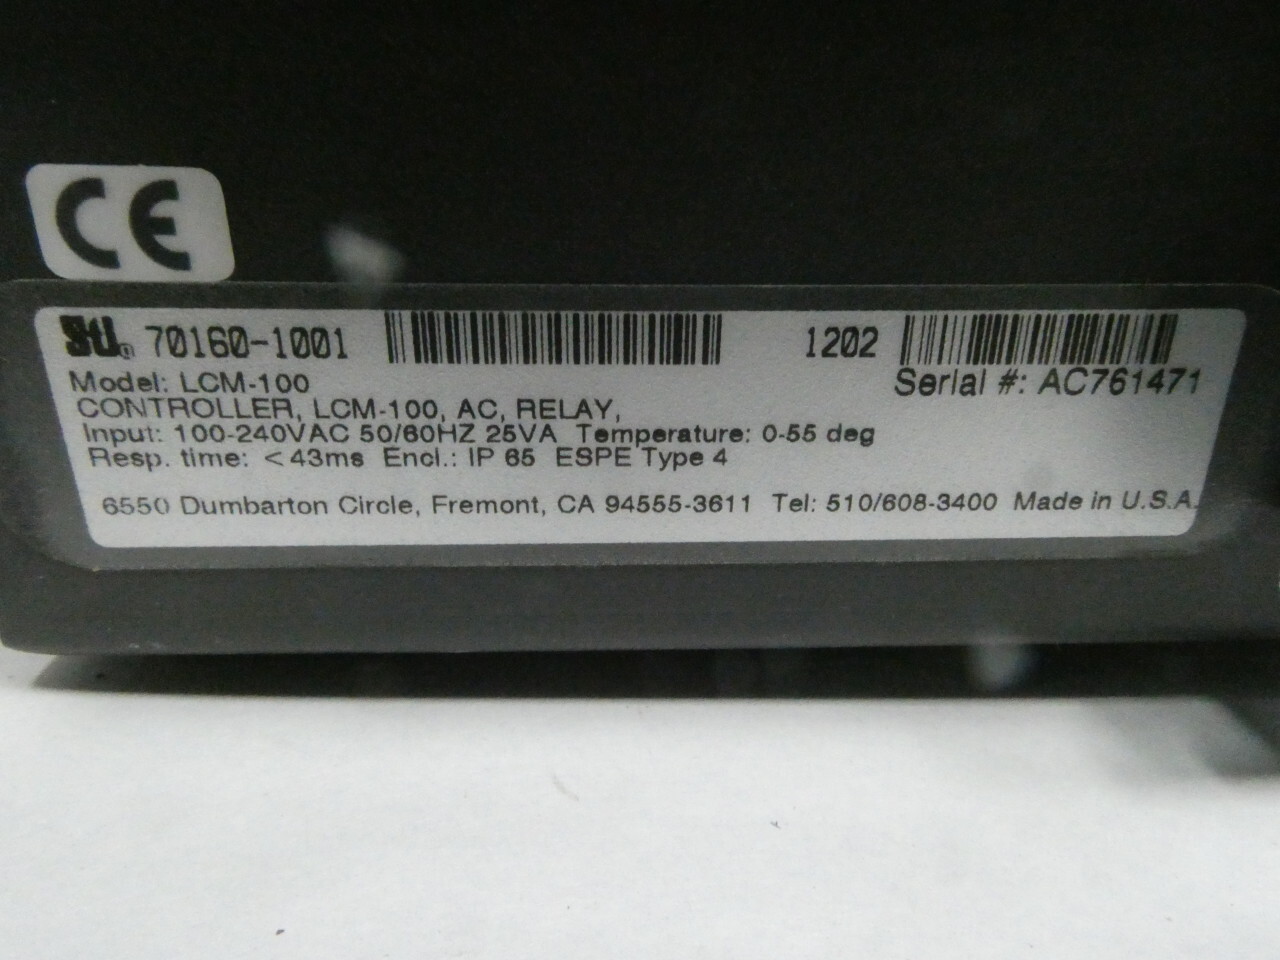 CE
STI® 70160-1001 1202
Model: LCM-100 Serial #: AC761471
CONTROLLER, LCM-100, AC, RELAY,
Input: 100-240VAC 50/60HZ 25VA Temperature: 0-55 deg
Resp. time: <43ms Encl.: IP 65 ESPE Type 4
6550 Dumbarton Circle, Fremont, CA 94555-3611 Tel: 510/608-3400 Made in U.S.A.